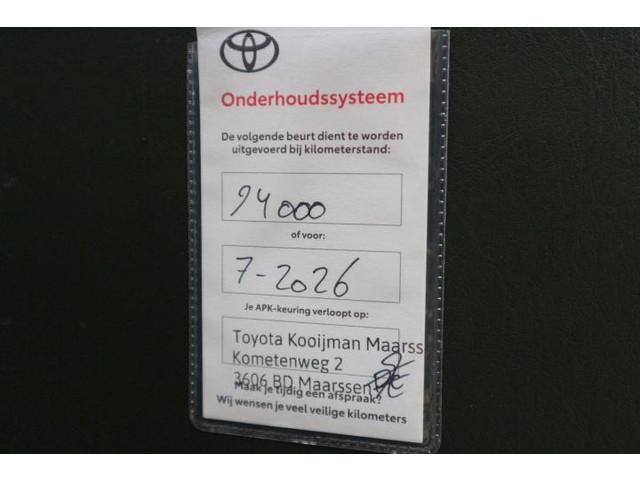 Onderhoudssysteem
De volgende beurt dient te worden
uitgevoerd bij kilometerstand:
94000
of voor:
7-2026
Je APK-keuring verloopt op:
Toyota Kooijman Maarss
Kometenweg 2
3606 BD Maarssen
Maak je tijdig een afspraak?
Wij wensen je veel veilige kilometers